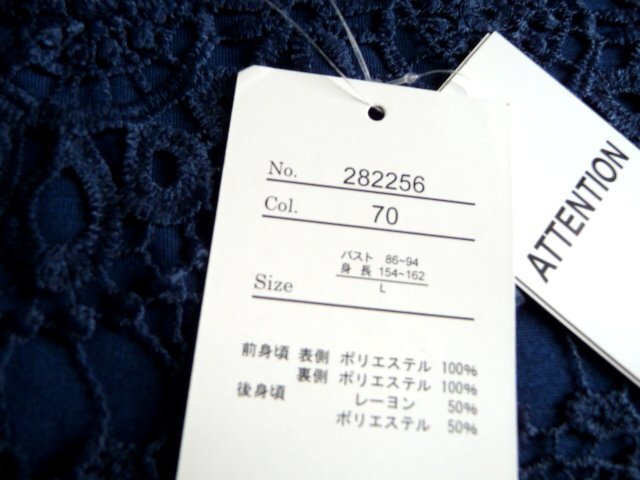 No. 282256
Col. 70
バスト 86~94
身長 154~162
Size L
前身頃 表側 ポリエステル 100%
裏側 ポリエステル 100%
後身頃 レーヨン 50%
ポリエステル 50%
ATTENTION